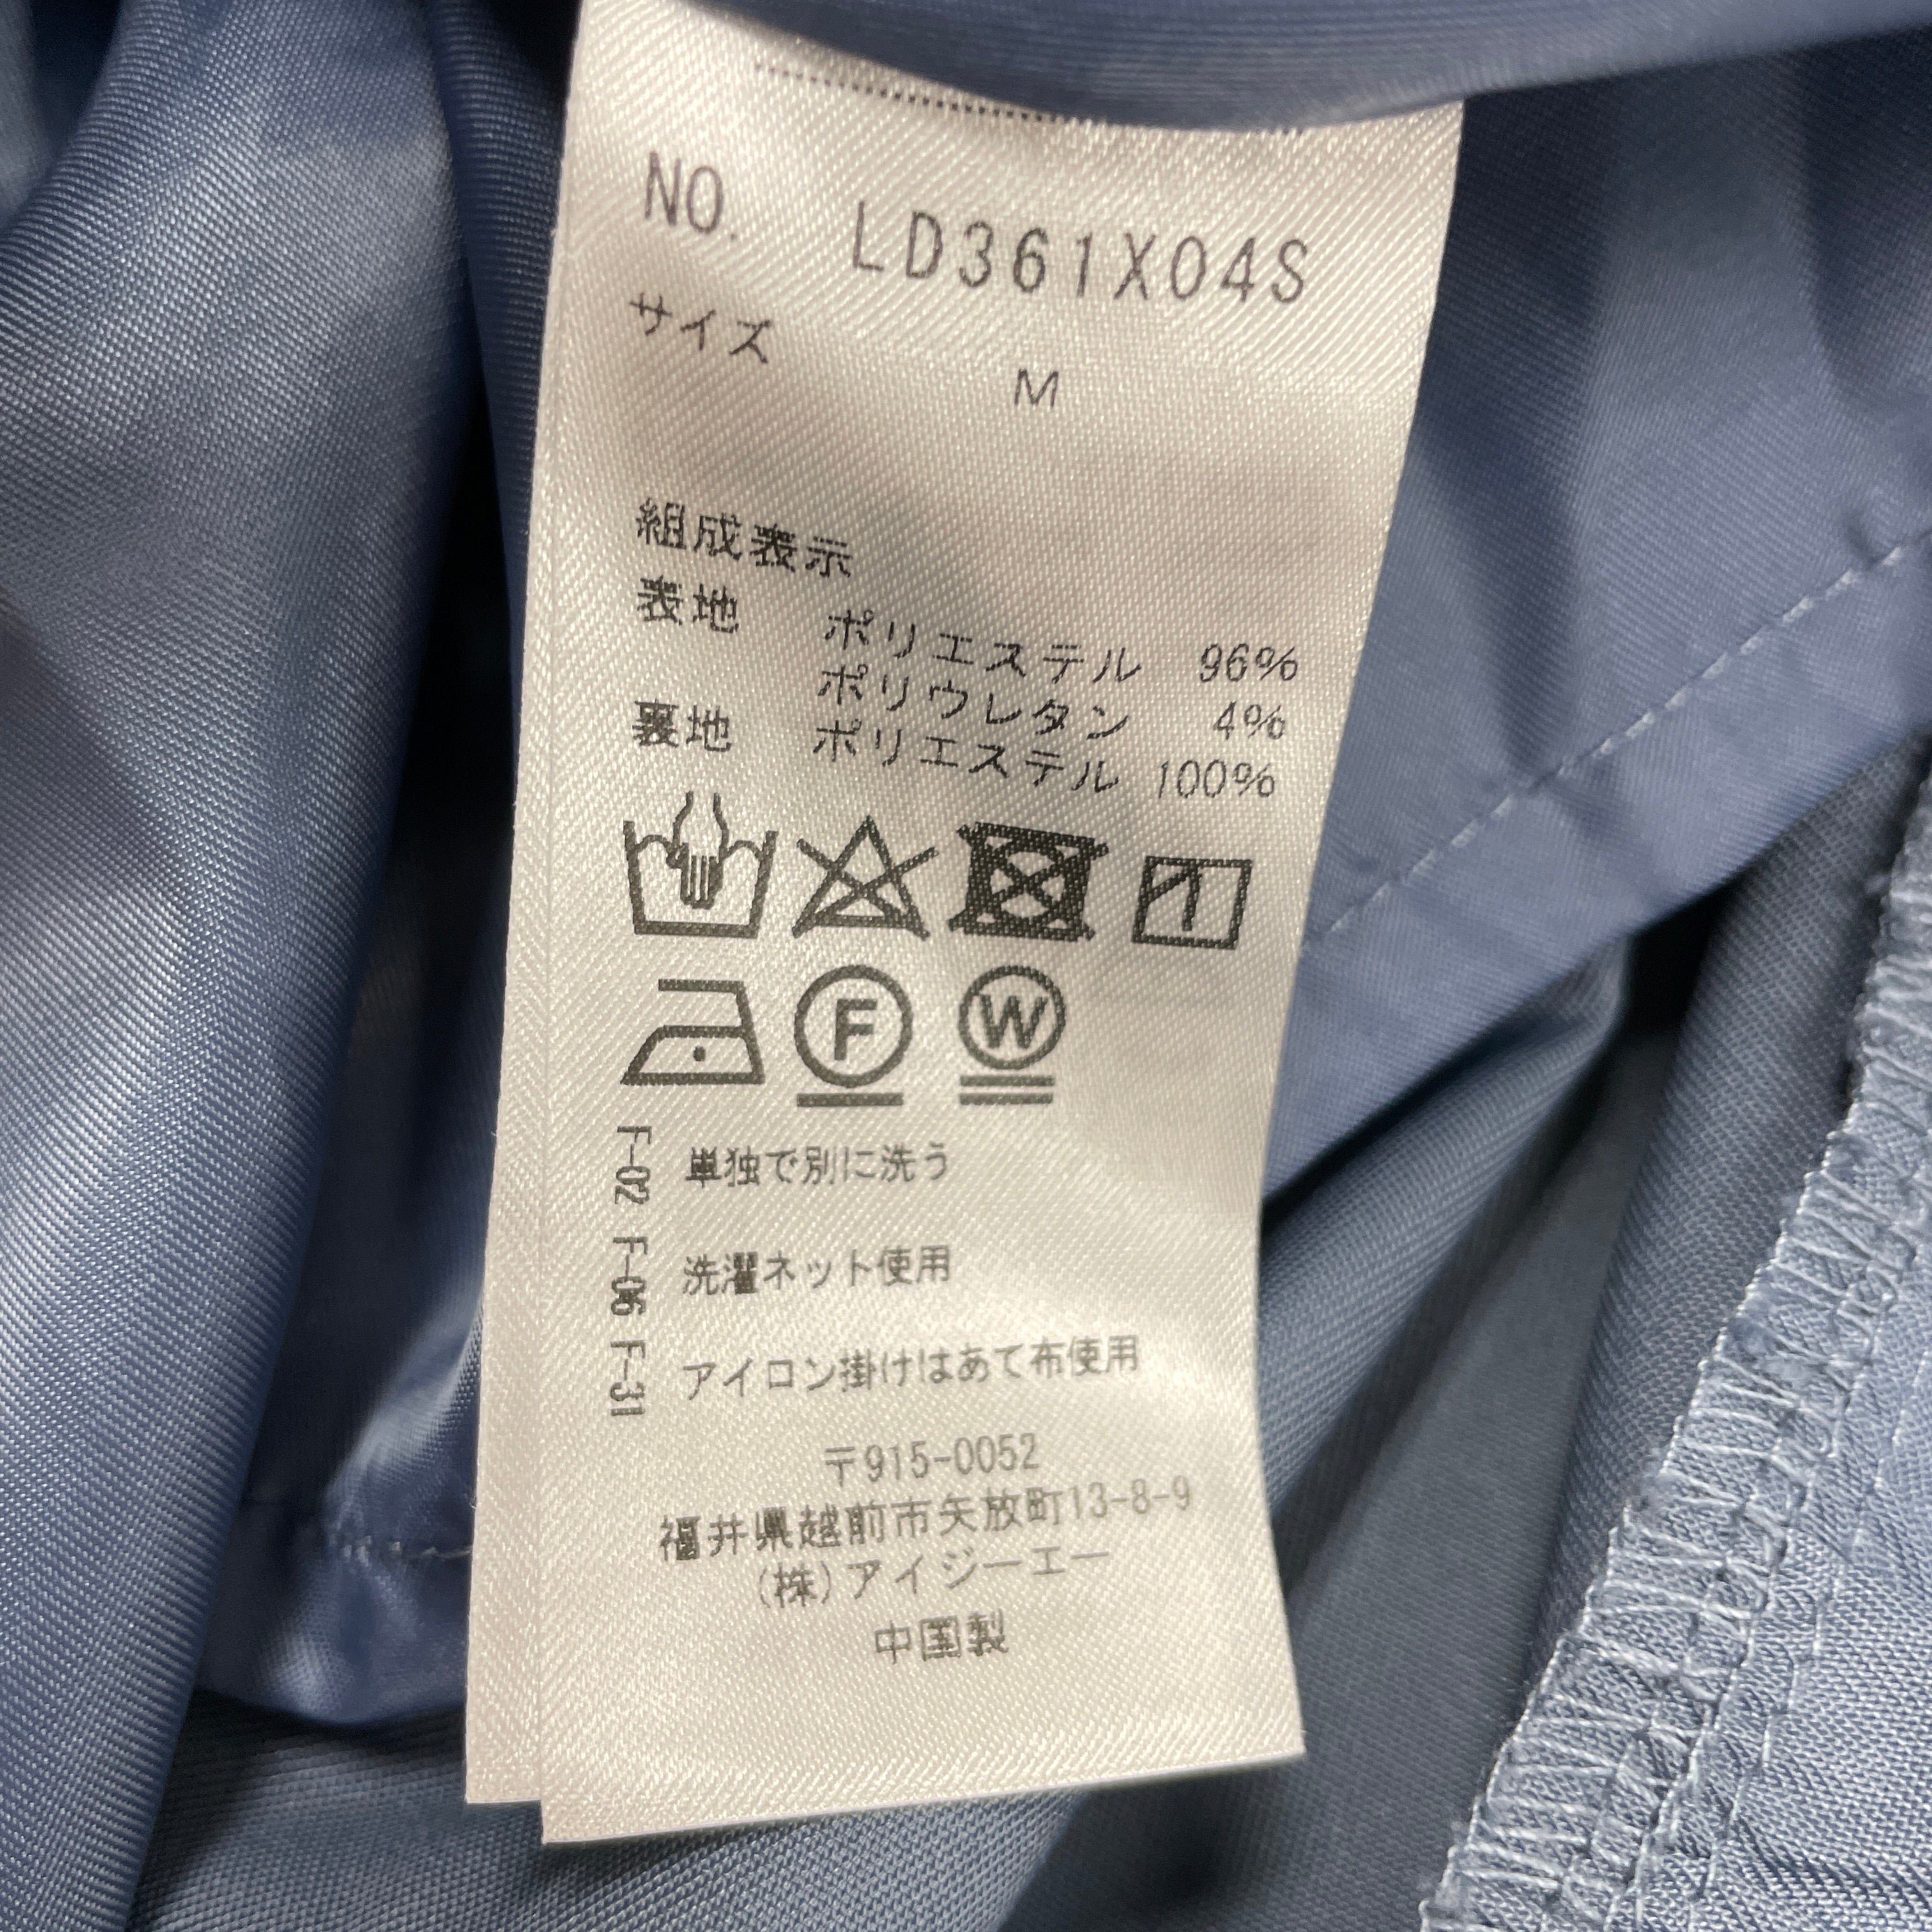 NO. LD361X04S
サイズ M
組成表示
表地 ポリエステル 96%
ポリウレタン 4%
裏地 ポリエステル 100%
F
W
F-02 F-06 F-31
単独で別に洗う
洗濯ネット使用
アイロン掛けはあて布使用
〒915-0052
福井県越前市矢放町13-8-9
(株)アイジーエー
中国製